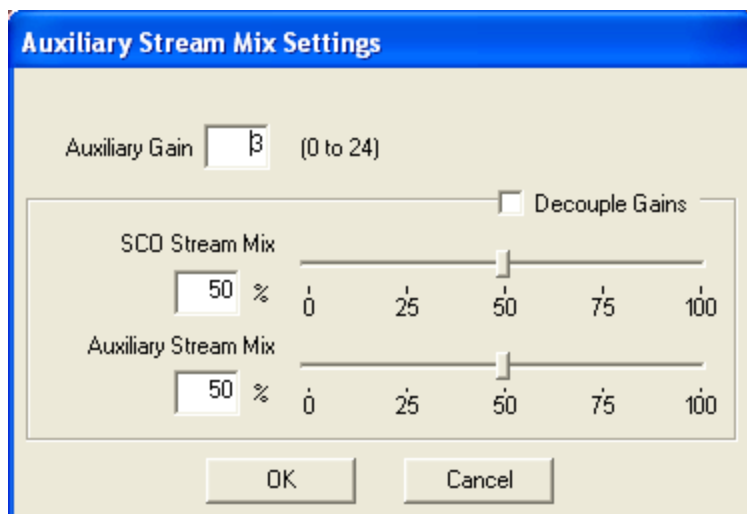 Auxiliary Stream Mix Settings
Auxiliary Gain 3 (0 to 24)
Decouple Gains
SCO Stream Mix
50 %
0 25 50 75 100
Auxiliary Stream Mix
50 %
0 25 50 75 100
OK Cancel